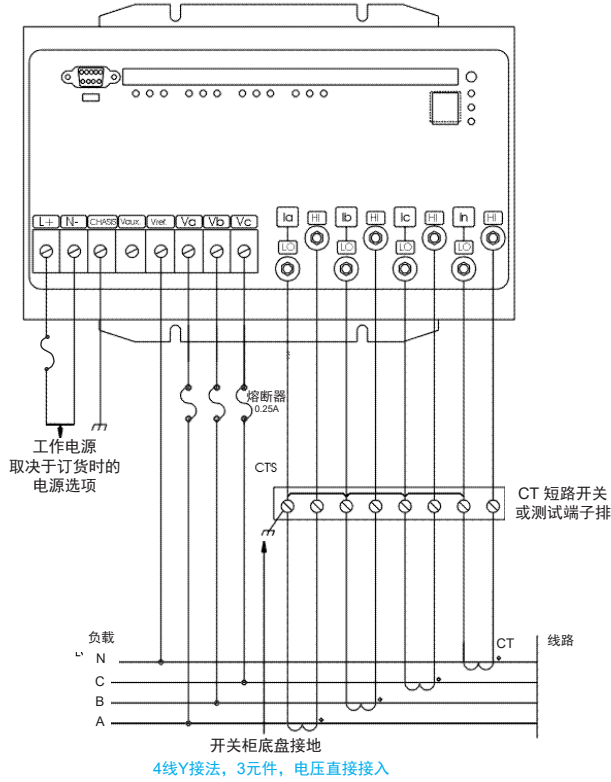 L+ N- CHASIS Vaux. Vref Va Vb Vc
Ia HI Ib HI Ic HI In HI
LO LO LO LO
熔断器
0.25A
工作电源
取决于订货时的
电源选项
CTS
CT 短路开关
或测试端子排
负载
CT
线路
N
C
B
A
开关柜底盘接地
4线Y接法，3元件，电压直接接入